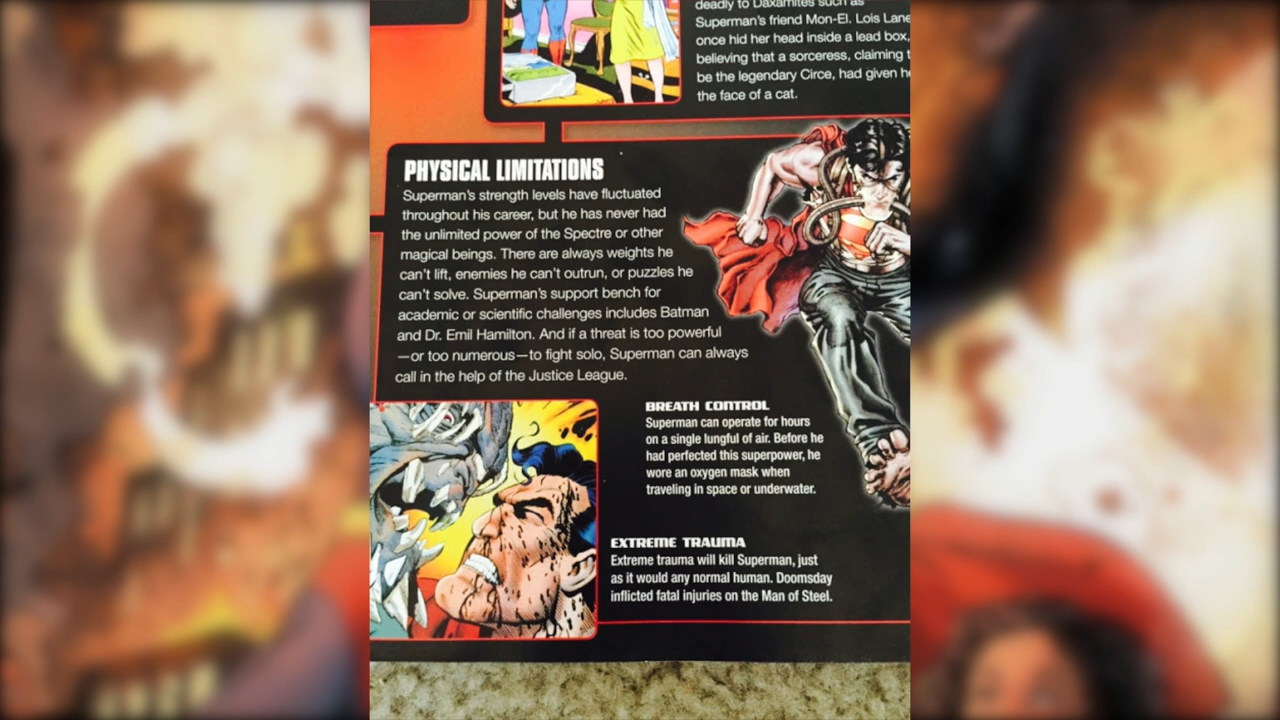 deadly to Daxamites such as
Superman's friend Mon-El. Lois Lane
once hid her head inside a lead box,
believing that a sorceress, claiming
be the legendary Circe, had given
the face of a cat.
PHYSICAL LIMITATIONS
Superman's strength levels have fluctuated
throughout his career, but he has never had
the unlimited power of the Spectre or other
magical beings. There are always weights he
can't lift, enemies he can't outrun, or puzzles he
can't solve. Superman's support bench for
academic or scientific challenges includes Batman
and Dr. Emil Hamilton. And if a threat is too powerful
—or too numerous—to fight solo, Superman can always
call in the help of the Justice League.
BREATH CONTROL
Superman can operate for hours
on a single lungful of air. Before he
had perfected this superpower, he
wore an oxygen mask when
traveling in space or underwater.
EXTREME TRAUMA
Extreme trauma will kill Superman, just
as it would any normal human. Doomsday
inflicted fatal injuries on the Man of Steel.